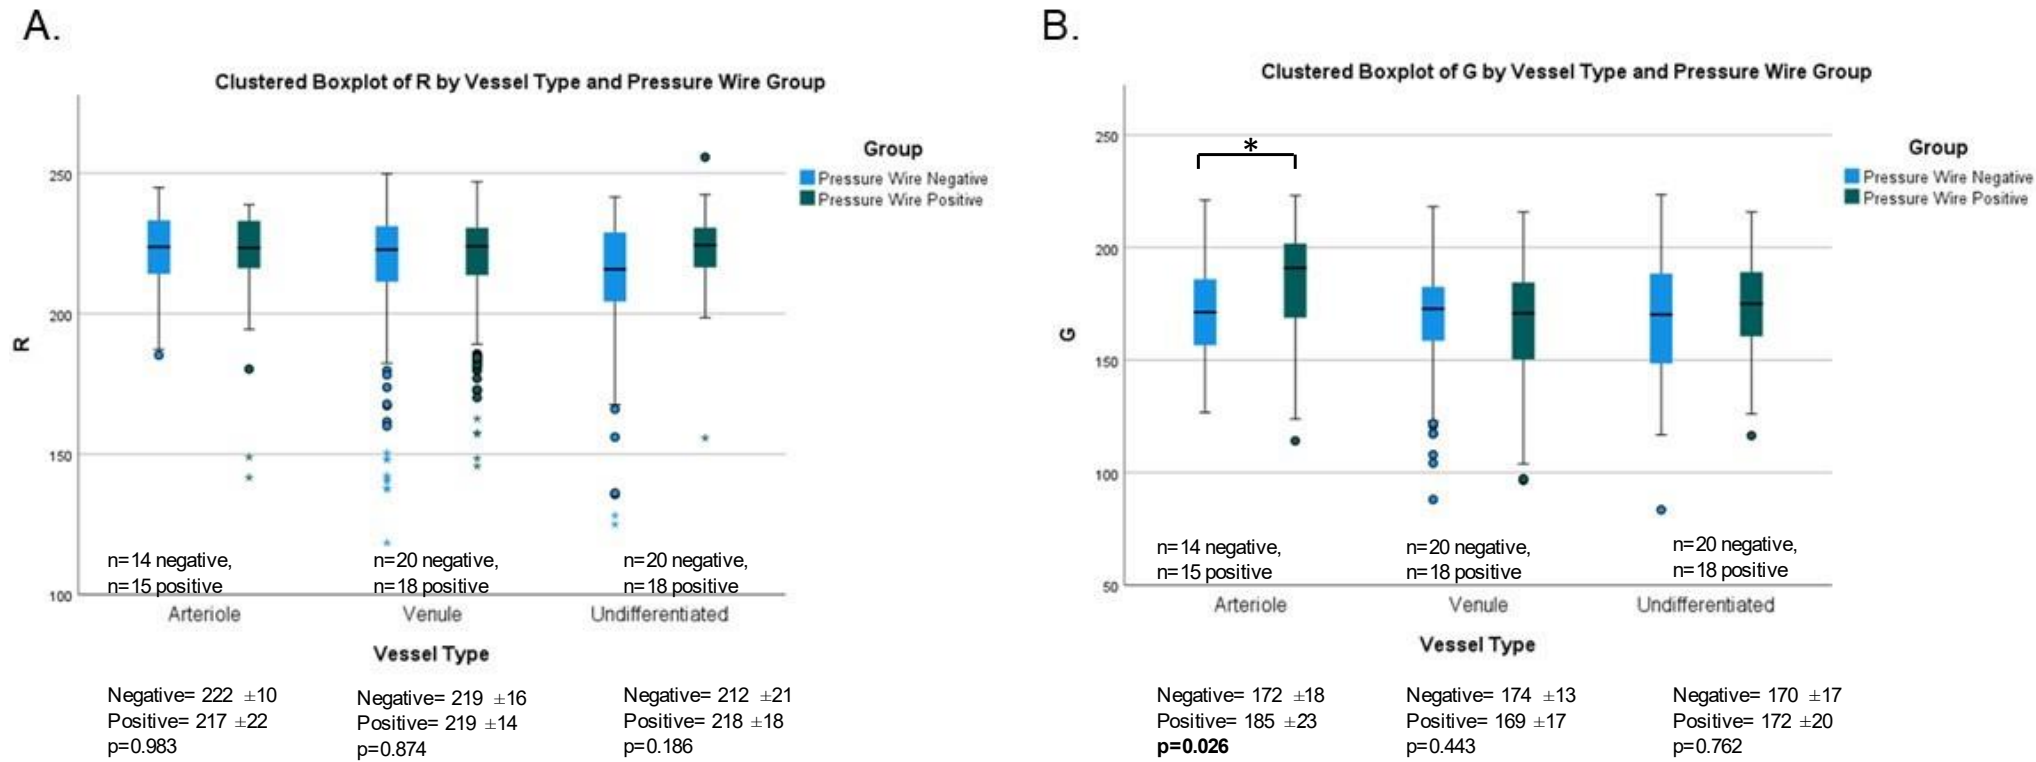 A.
Clustered Boxplot of R by Vessel Type and Pressure Wire Group
Group
Pressure Wire Negative
Pressure Wire Positive
R
250
200
150
100
n=14 negative,
n=15 positive
n=20 negative,
n=18 positive
n=20 negative,
n=18 positive
Arteriole
Venule
Undifferentiated
Vessel Type
Negative= 222 ±10
Positive= 217 ±22
p=0.983
Negative= 219 ±16
Positive= 219 ±14
p=0.874
Negative= 212 ±21
Positive= 218 ±18
p=0.186
B.
Clustered Boxplot of G by Vessel Type and Pressure Wire Group
Group
Pressure Wire Negative
Pressure Wire Positive
*
G
250
200
150
100
50
n=14 negative,
n=15 positive
n=20 negative,
n=18 positive
n=20 negative,
n=18 positive
Arteriole
Venule
Undifferentiated
Vessel Type
Negative= 172 ±18
Positive= 185 ±23
p=0.026
Negative= 174 ±13
Positive= 169 ±17
p=0.443
Negative= 170 ±17
Positive= 172 ±20
p=0.762